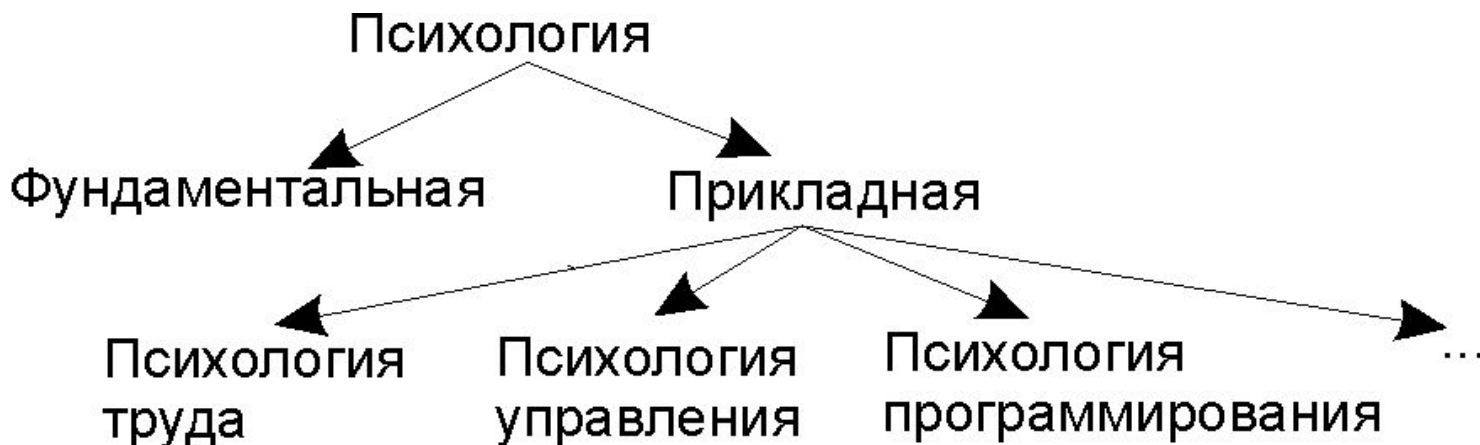 Психология
Фундаментальная
Прикладная
Психология
труда
Психология
управления
Психология
программирования
...